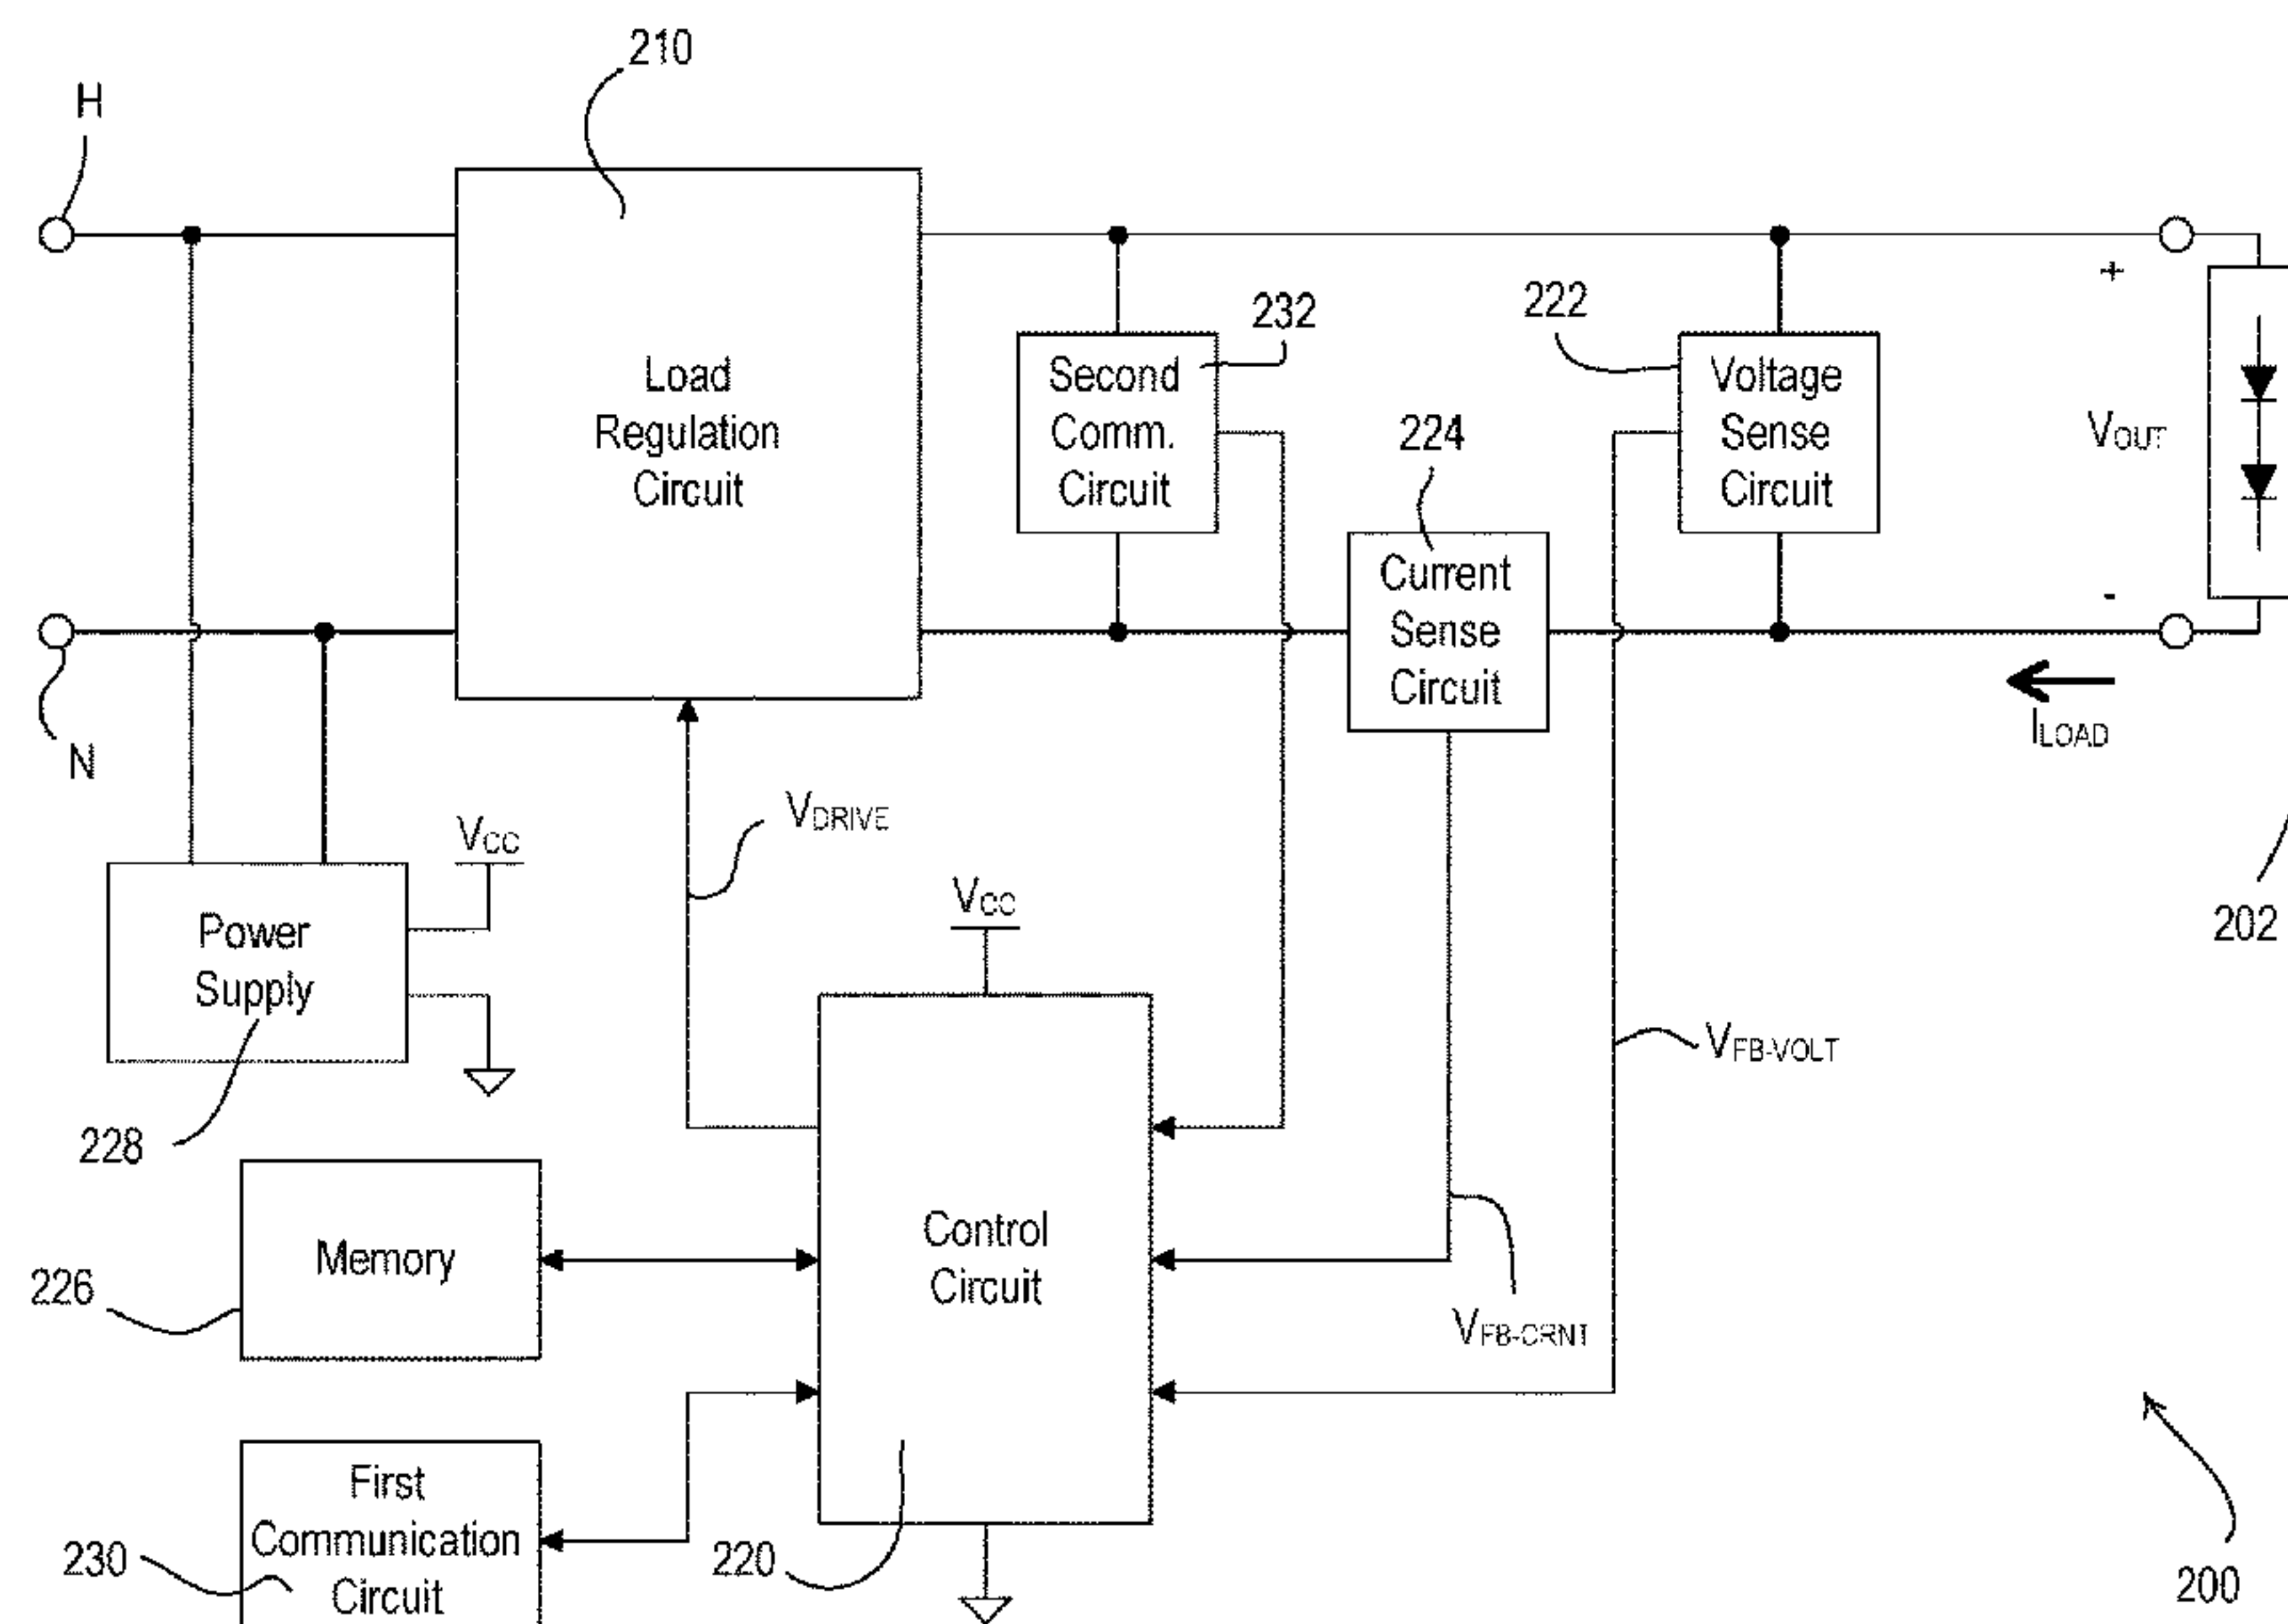 210
H
232
222
Load
Regulation
Circuit
Second
Comm.
Circuit
224
Voltage
Sense
Circuit
+
VOUT
-
Current
Sense
Circuit
ILOAD
N
VDRIVE
VCC
VCC
202
Power
Supply
VFB-VOLT
228
Control
Circuit
Memory
226
VFB-CRNT
First
Communication
Circuit
230
220
200